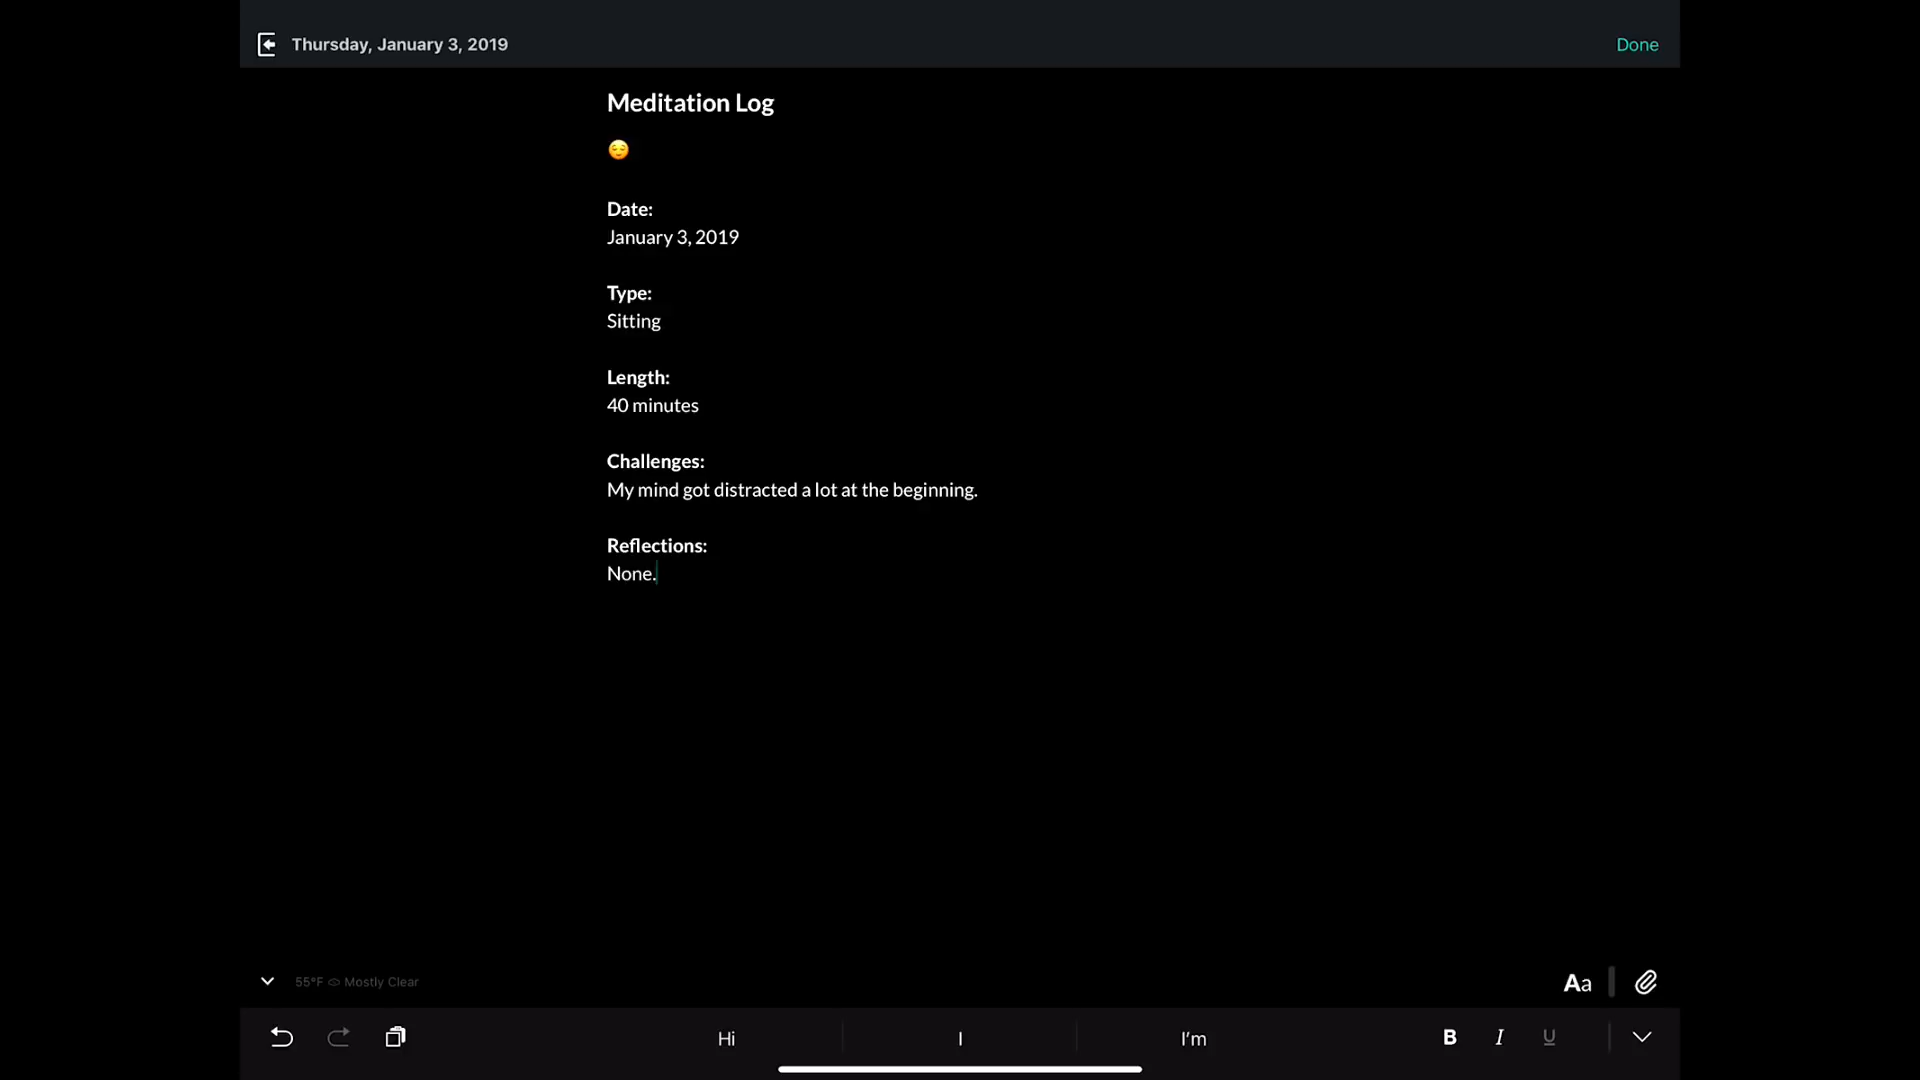 Thursday, January 3, 2019
Done
Meditation Log
😌
Date:
January 3, 2019
Type:
Sitting
Length:
40 minutes
Challenges:
My mind got distracted a lot at the beginning.
Reflections:
None.
55°F Mostly Clear
Aa
Hi
I
I'm
B
I
U